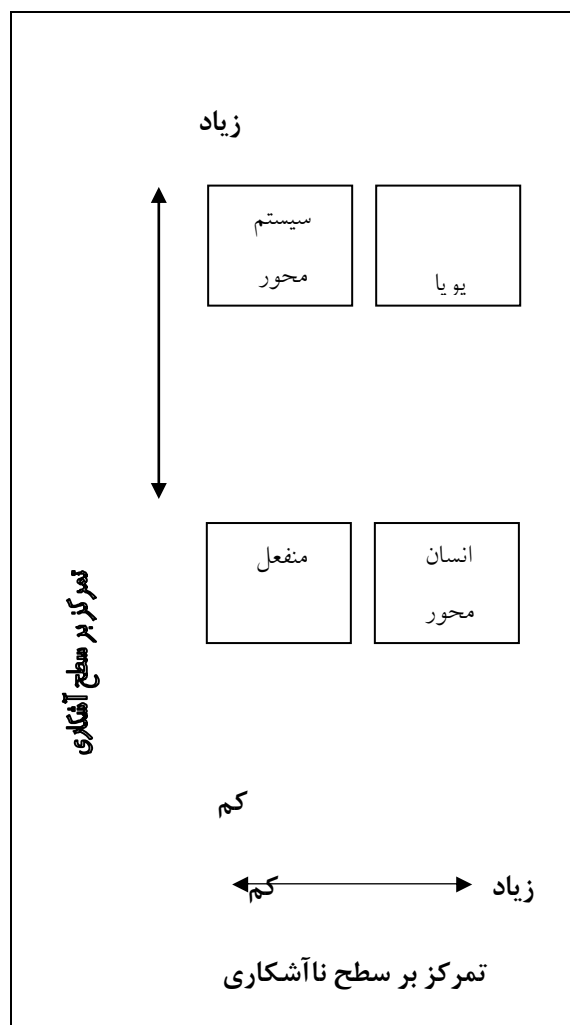 زیاد
سیستم
محور
پویا
منفعل
انسان
محور
تمرکز بر سطح آشکاری
کم
کم
زیاد
تمرکز بر سطح ناآشکاری